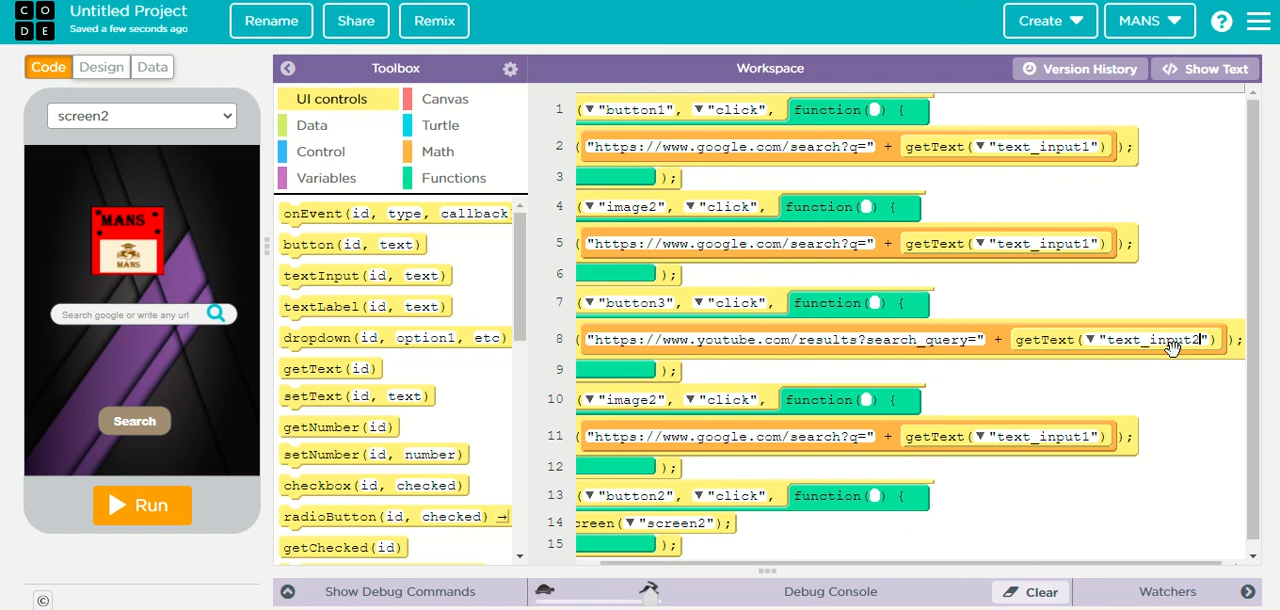 CODE
Untitled Project
Saved a few seconds ago
Rename
Share
Remix
Create
MANS
?
Code
Design
Data
Toolbox
Workspace
Version History
</> Show Text
screen2
MANS
MANS
Search google or write any url
Search
Run
UI controls
Canvas
Data
Turtle
Control
Math
Variables
Functions
onEvent(id, type, callback
button(id, text)
textInput(id, text)
textLabel(id, text)
dropdown(id, option1, etc)
getText(id)
setText(id, text)
getNumber(id)
setNumber(id, number)
checkbox(id, checked)
radioButton(id, checked)
getChecked(id)
1 (▼"button1", ▼"click", function() {
2 ("https://www.google.com/search?q=" + getText(▼"text_input1"));
3 );
4 (▼"image2", ▼"click", function() {
5 ("https://www.google.com/search?q=" + getText(▼"text_input1"));
6 );
7 (▼"button3", ▼"click", function() {
8 ("https://www.youtube.com/results?search_query=" + getText(▼"text_input2"));
9 );
10 (▼"image2", ▼"click", function() {
11 ("https://www.google.com/search?q=" + getText(▼"text_input1"));
12 );
13 (▼"button2", ▼"click", function() {
14 creen(▼"screen2");
15 );
©
Show Debug Commands
Debug Console
Clear
Watchers